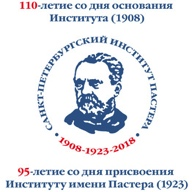 110-летие со дня основания
Института (1908)
САНКТ-ПЕТЕРБУРГСКИЙ ИНСТИТУТ ПАСТЕРА
• 1908-1923-2018 •
95-летие со дня присвоения
Институту имени Пастера (1923)